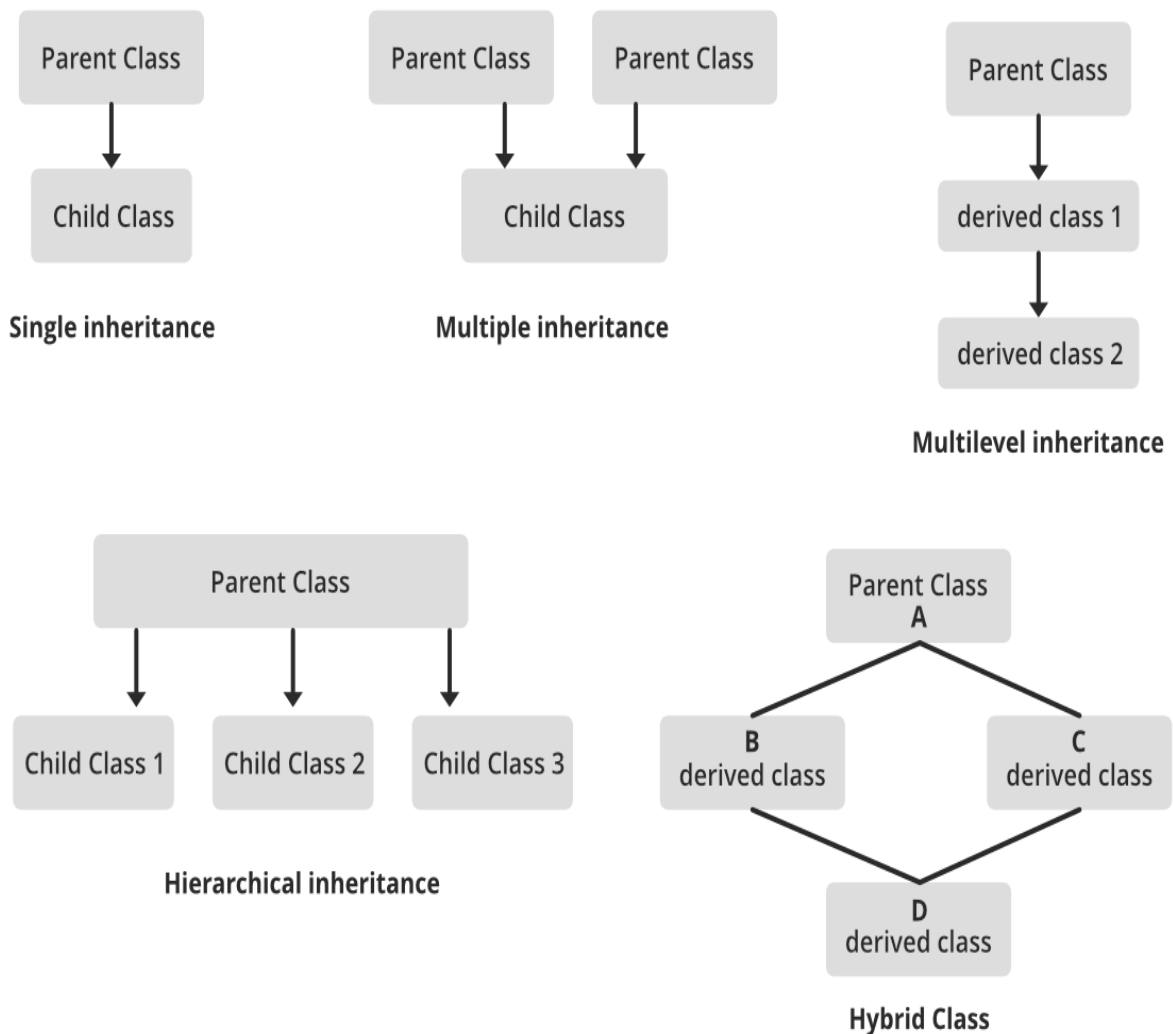 Parent Class
Child Class
Single inheritance
Parent Class
Parent Class
Child Class
Multiple inheritance
Parent Class
derived class 1
derived class 2
Multilevel inheritance
Parent Class
Child Class 1
Child Class 2
Child Class 3
Hierarchical inheritance
Parent Class
A
B
derived class
C
derived class
D
derived class
Hybrid Class